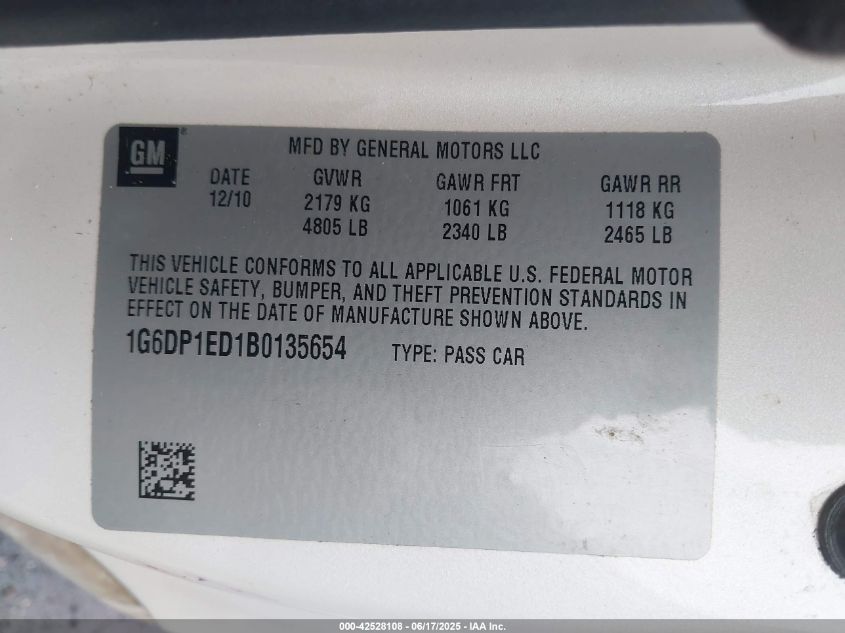 GM ®
MFD BY GENERAL MOTORS LLC
DATE GVWR GAWR FRT GAWR RR
12/10 2179 KG 1061 KG 1118 KG
4805 LB 2340 LB 2465 LB
THIS VEHICLE CONFORMS TO ALL APPLICABLE U.S. FEDERAL MOTOR
VEHICLE SAFETY, BUMPER, AND THEFT PREVENTION STANDARDS IN
EFFECT ON THE DATE OF MANUFACTURE SHOWN ABOVE.
1G6DP1ED1B0135654 TYPE: PASS CAR
000-42528108 - 06/17/2025 - IAA Inc.